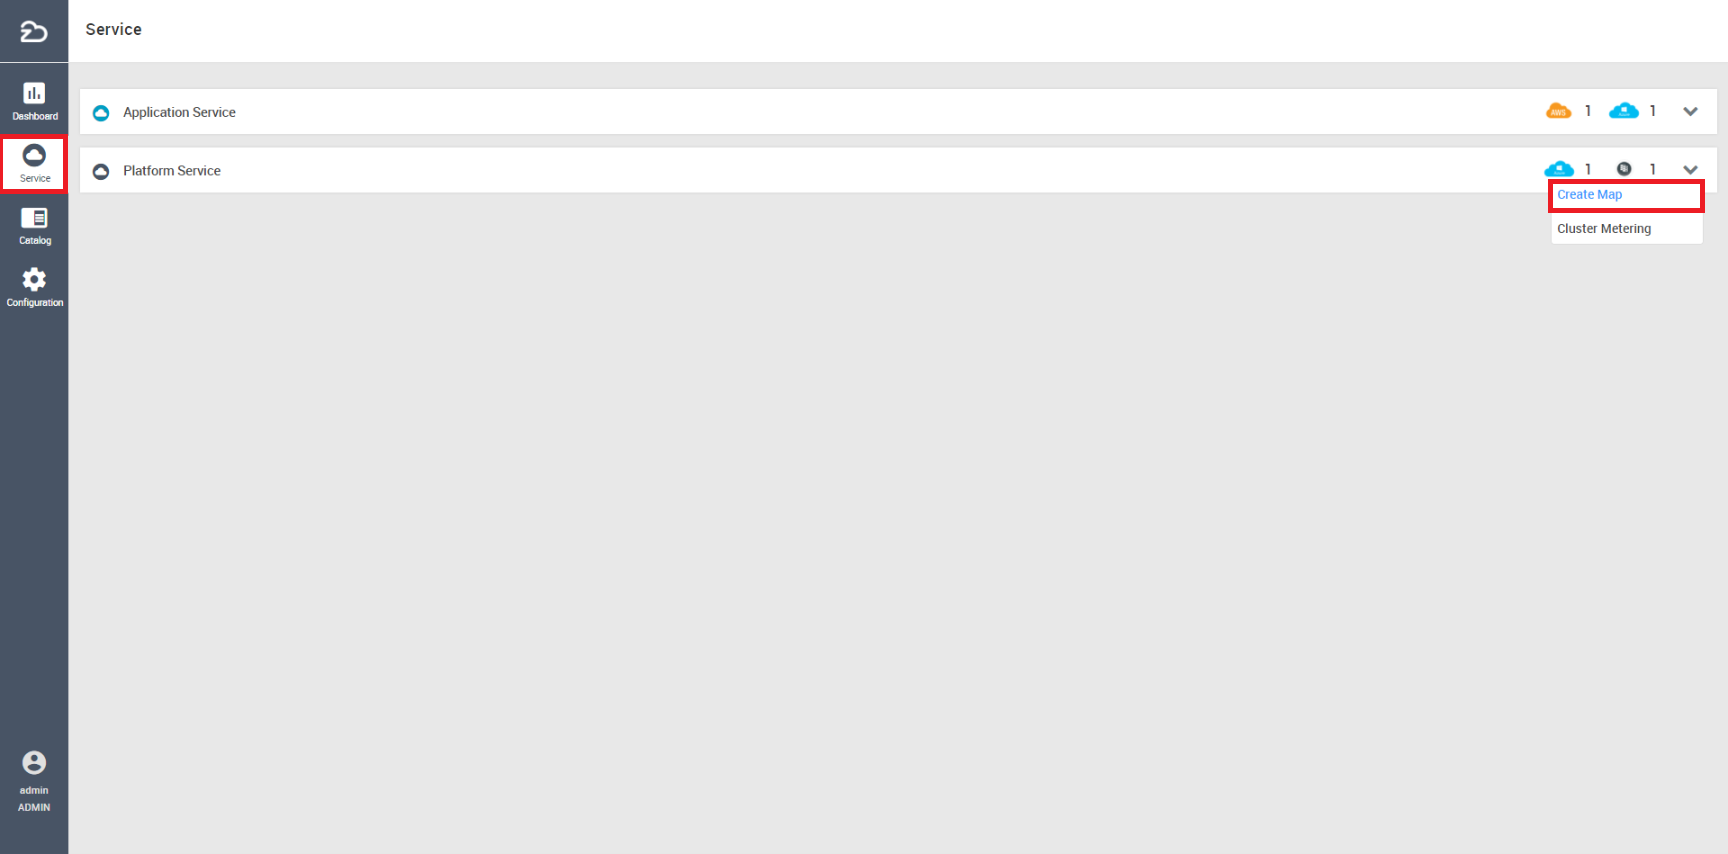 Service
Dashboard
Service
Catalog
Configuration
admin
ADMIN
Application Service
AWS 1 1
Platform Service
1 1
Create Map
Cluster Metering